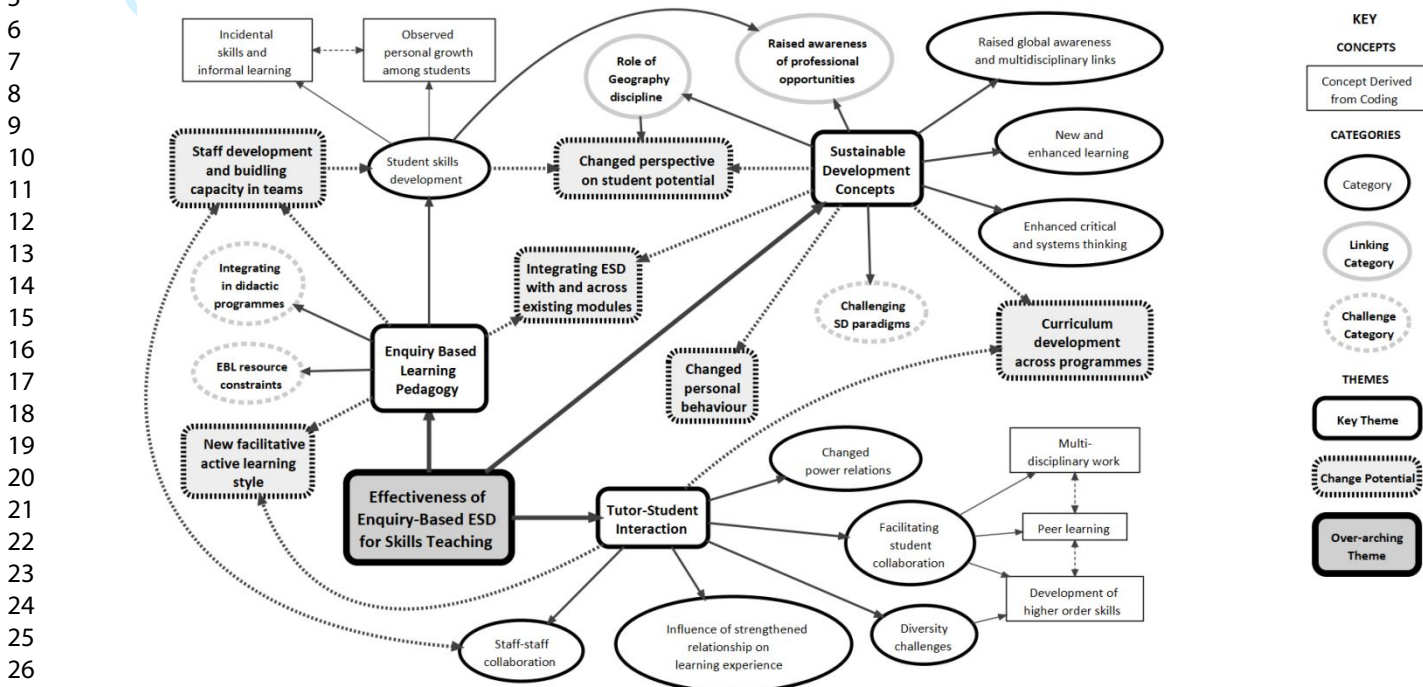 5
6
7
8
9
10
11
12
13
14
15
16
17
18
19
20
21
22
23
24
25
26
Incidental
skills and
informal learning
Observed
personal growth
among students
Role of
Geography
discipline
Raised awareness
of professional
opportunities
Raised global awareness
and multidisciplinary links
Staff development
and buidling
capacity in teams
Student skills
development
Changed perspective
on student potential
Sustainable
Development
Concepts
New and
enhanced learning
Enhanced critical
and systems thinking
Integrating
in didactic
programmes
Integrating ESD
with and across
existing modules
Challenging
SD paradigms
Curriculum
development
across programmes
EBL resource
constraints
Enquiry Based
Learning
Pedagogy
Changed
personal
behaviour
New facilitative
active learning
style
Effectiveness of
Enquiry-Based ESD
for Skills Teaching
Tutor-Student
Interaction
Changed
power relations
Facilitating
student
collaboration
Multi-
disciplinary work
Peer learning
Development of
higher order skills
Staff-staff
collaboration
Influence of strengthened
relationship on
learning experience
Diversity
challenges
KEY
CONCEPTS
Concept Derived
from Coding
CATEGORIES
Category
Linking
Category
Challenge
Category
THEMES
Key Theme
Change Potential
Over-arching
Theme